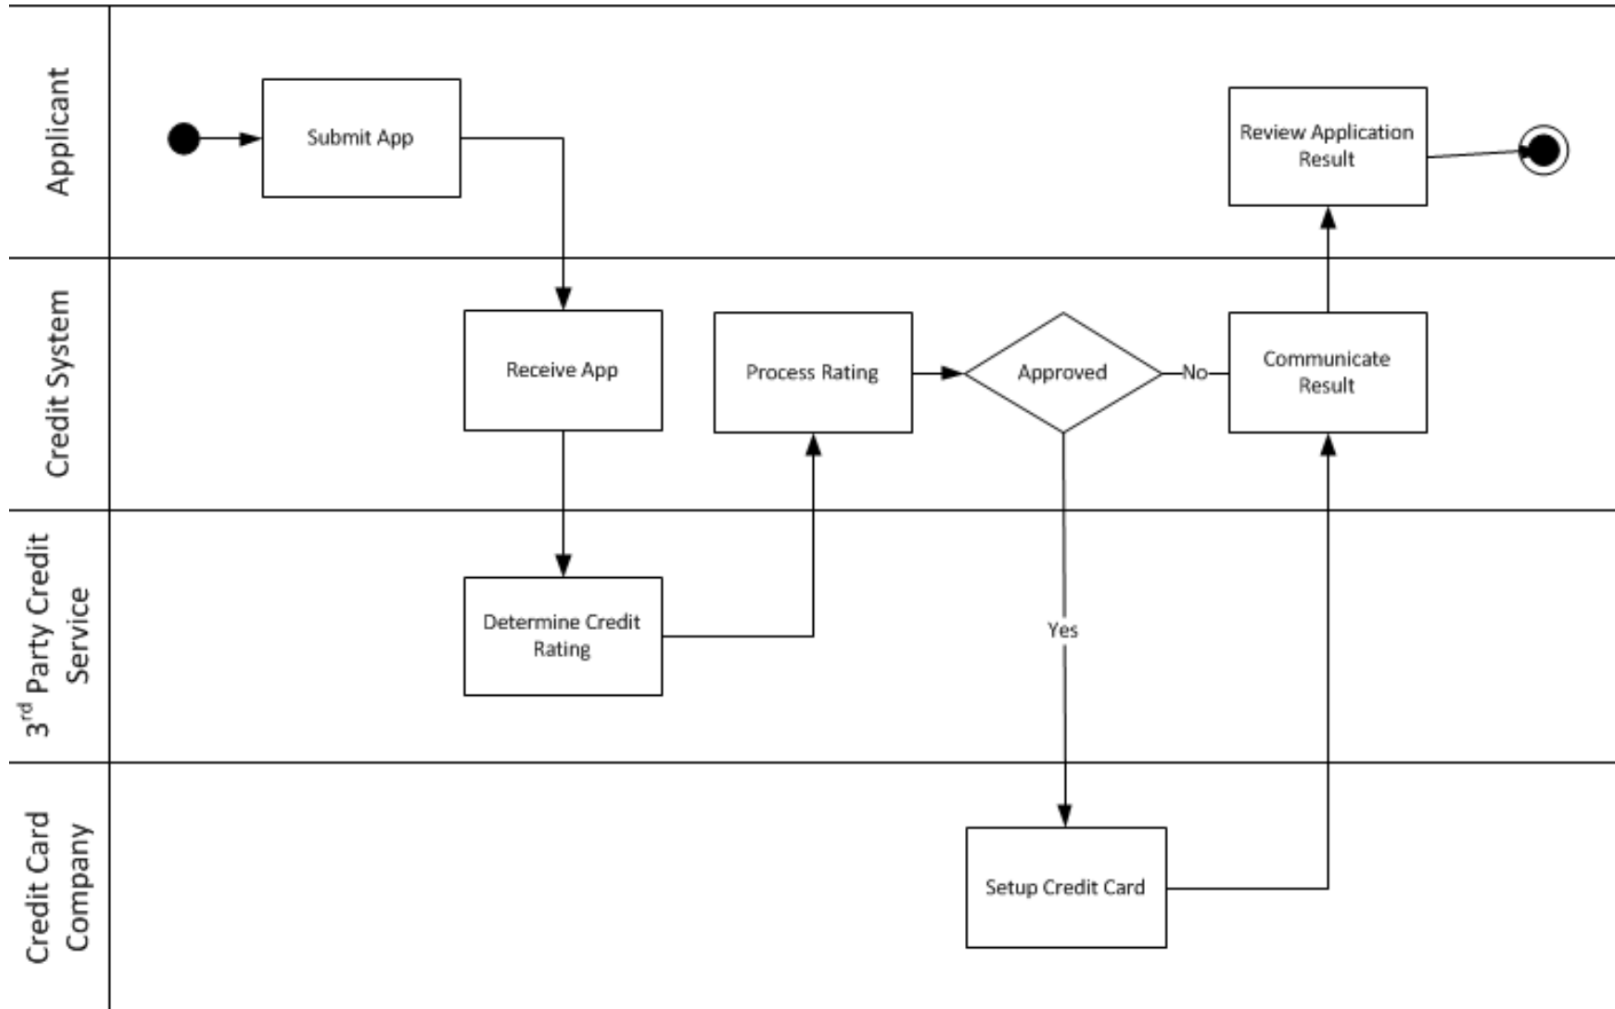 Applicant
Submit App
Review Application
Result
Credit System
Receive App
Process Rating
Approved
No
Communicate
Result
3rd Party Credit
Service
Determine Credit
Rating
Yes
Credit Card
Company
Setup Credit Card